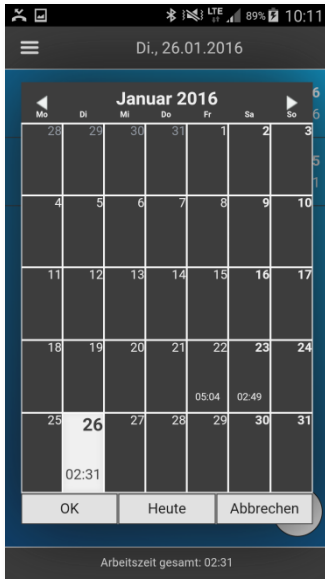 LTE 89% 10:11
Di., 26.01.2016
Januar 2016
Mo Di Mi Do Fr Sa So
28 29 30 31 1 2 3
4 5 6 7 8 9 10
11 12 13 14 15 16 17
18 19 20 21 22 23 24
05:04 02:49
25 26 27 28 29 30 31
02:31
OK Heute Abbrechen
Arbeitszeit gesamt: 02:31